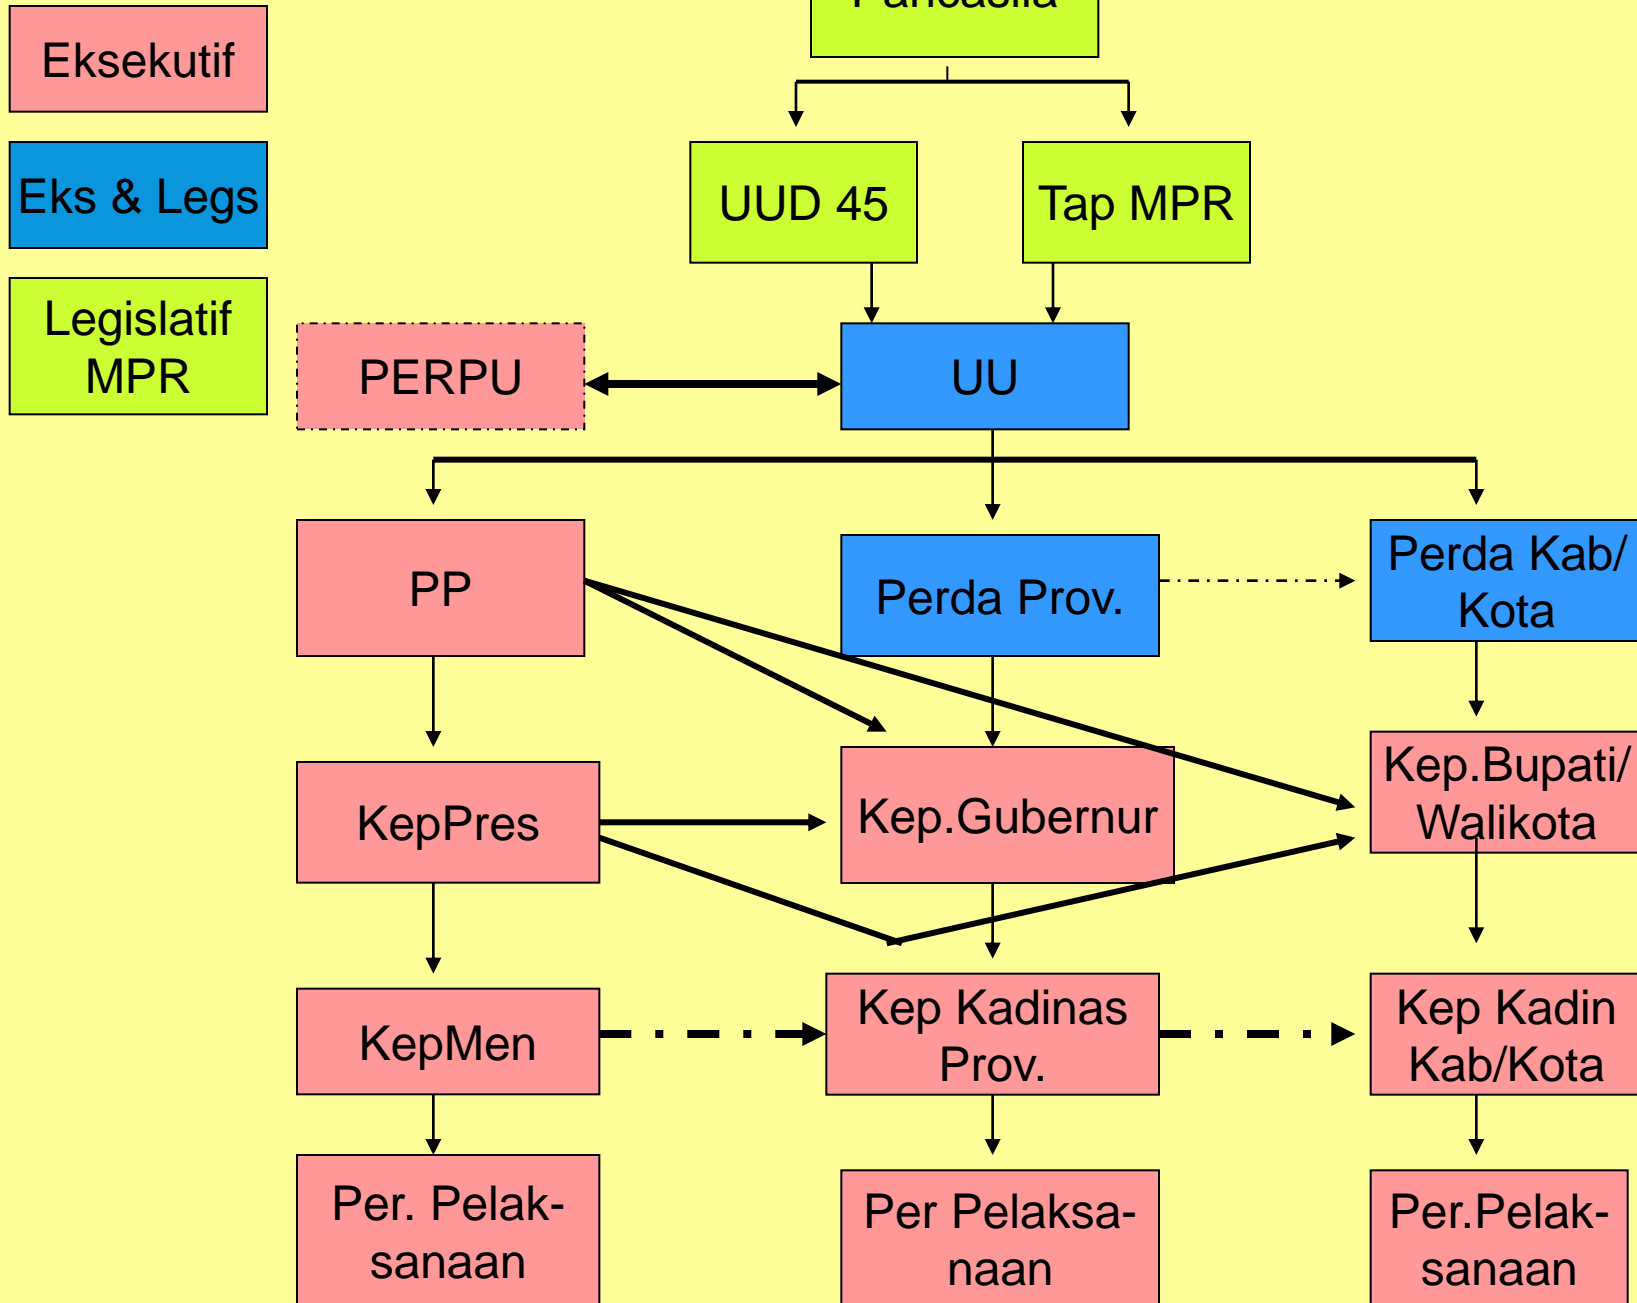 Pancasila
Eksekutif
Eks & Legs
Legislatif
MPR
UUD 45
Tap MPR
PERPU
UU
PP
Perda Prov.
Perda Kab/
Kota
KepPres
Kep.Gubernur
Kep.Bupati/
Walikota
KepMen
Kep Kadinas
Prov.
Kep Kadin
Kab/Kota
Per. Pelak-
sanaan
Per Pelaksa-
naan
Per.Pelak-
sanaan